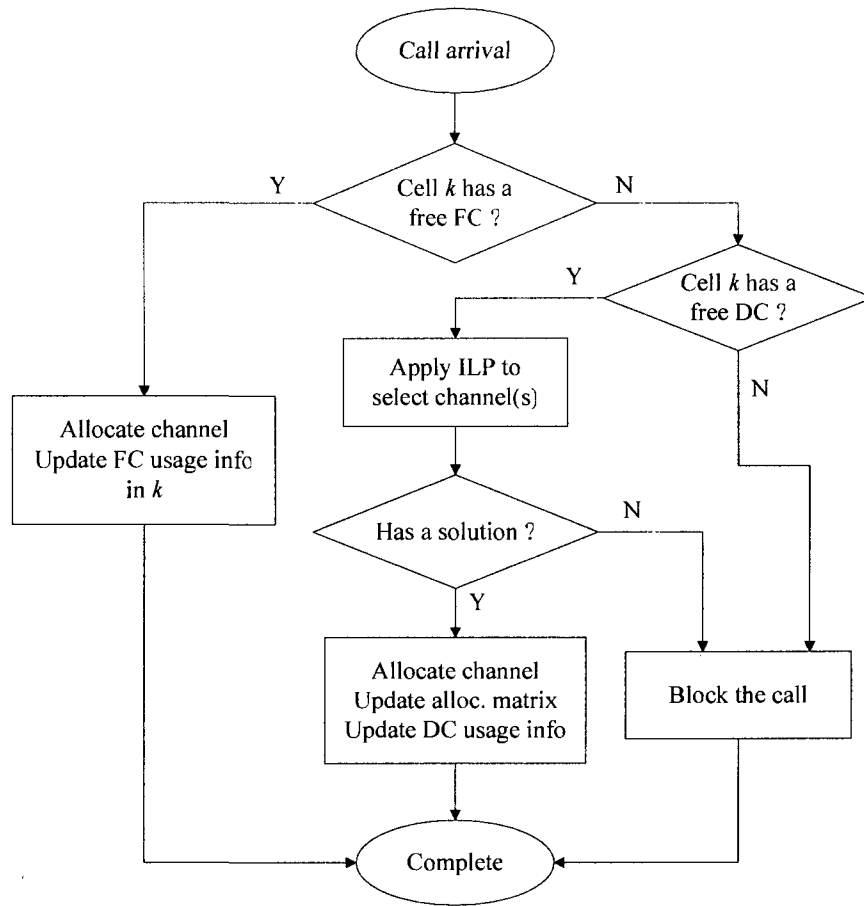 Call arrival
Y
Cell k has a
free FC ?
N
Y
Cell k has a
free DC ?
Apply ILP to
select channel(s)
N
Allocate channel
Update FC usage info
in k
Has a solution ?
N
Y
Allocate channel
Update alloc. matrix
Update DC usage info
Block the call
Complete